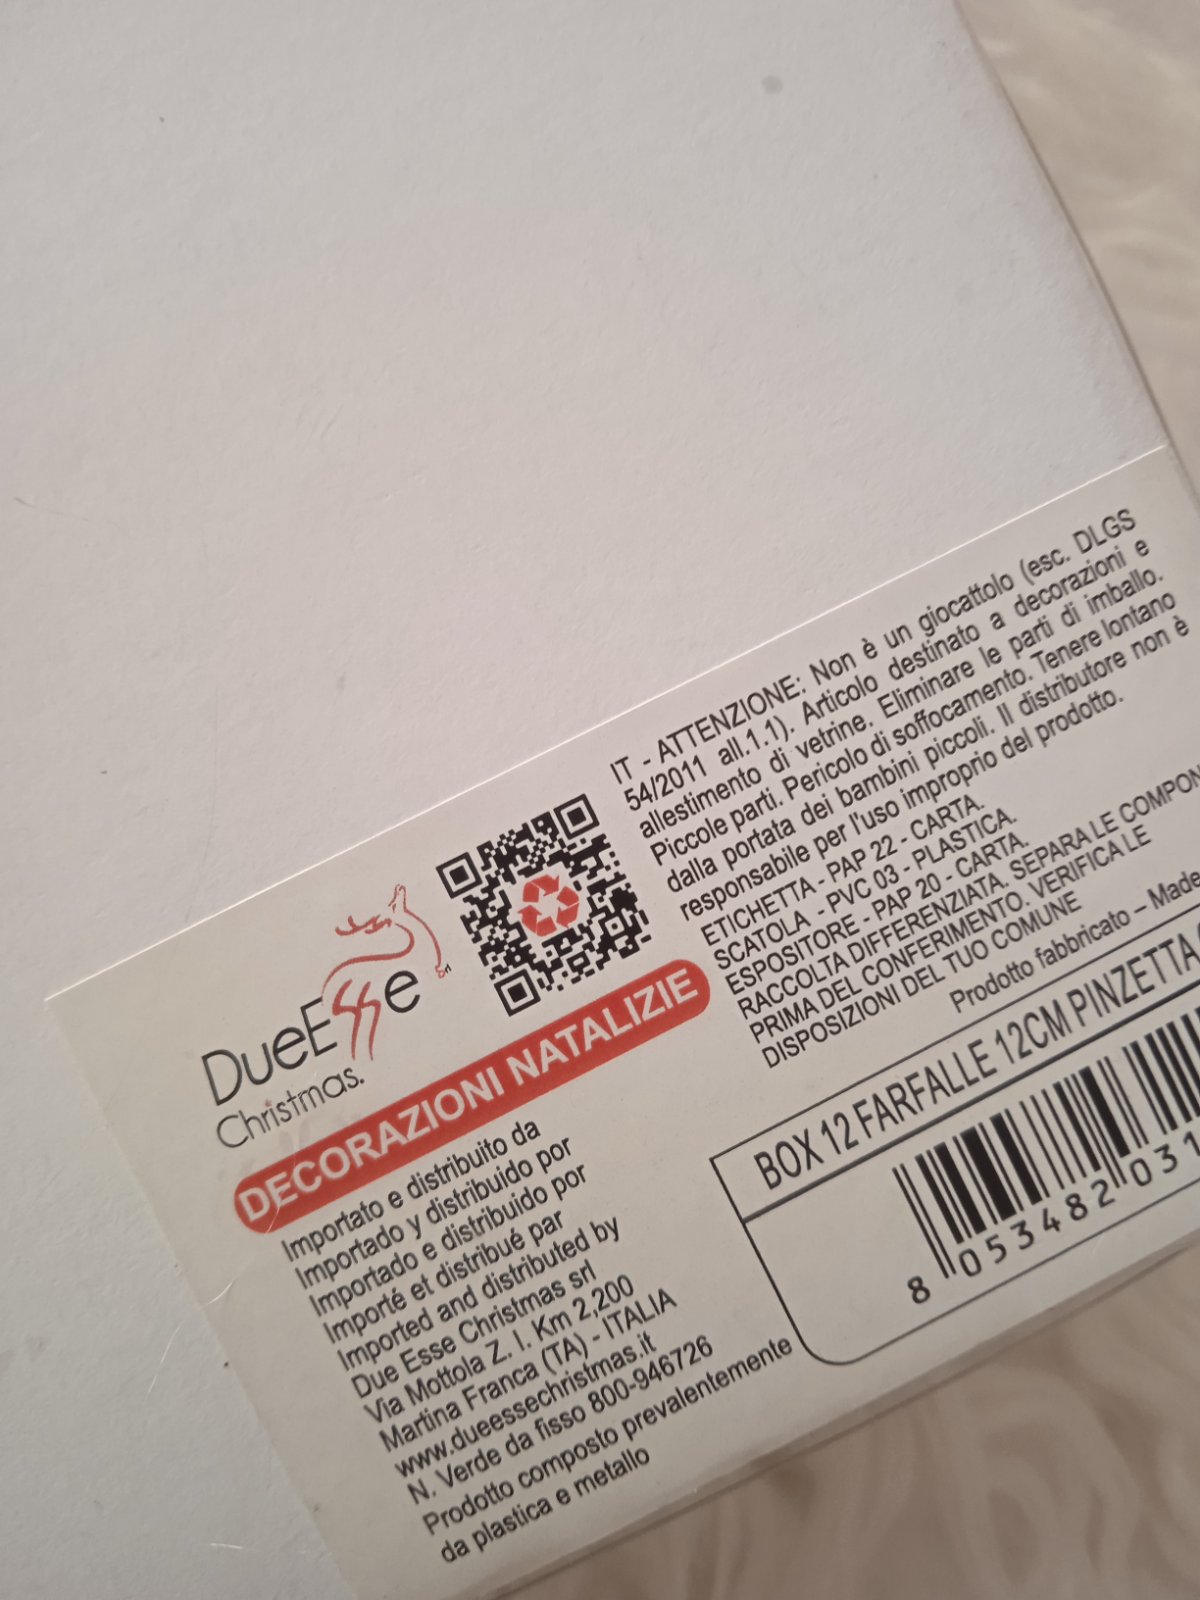 DueEsse
Christmas.
DECORAZIONI NATALIZIE
Importato e distribuito da
Importado y distribuido por
Importado e distribuido por
Importé et distribué par
Imported and distributed by
Due Esse Christmas srl
Via Mottola Z. I. Km 2,200
Martina Franca (TA) - ITALIA
www.dueessechristmas.it
N. Verde da fisso 800-946726
Prodotto composto prevalentemente
da plastica e metallo
IT - ATTENZIONE: Non è un giocattolo (esc. DLGS
54/2011 all.1.1). Articolo destinato a decorazioni e
allestimento di vetrine. Eliminare le parti di imballo.
Piccole parti. Pericolo di soffocamento. Tenere lontano
dalla portata dei bambini piccoli. Il distributore non è
responsabile per l'uso improprio del prodotto.
ETICHETTA - PAP 22 - CARTA.
SCATOLA - PVC 03 - PLASTICA.
ESPOSITORE - PAP 20 - CARTA.
RACCOLTA DIFFERENZIATA. SEPARA LE COMPON
PRIMA DEL CONFERIMENTO. VERIFICA LE
DISPOSIZIONI DEL TUO COMUNE
Prodotto fabbricato – Made
BOX 12 FARFALLE 12CM PINZETTA
8 053482 031